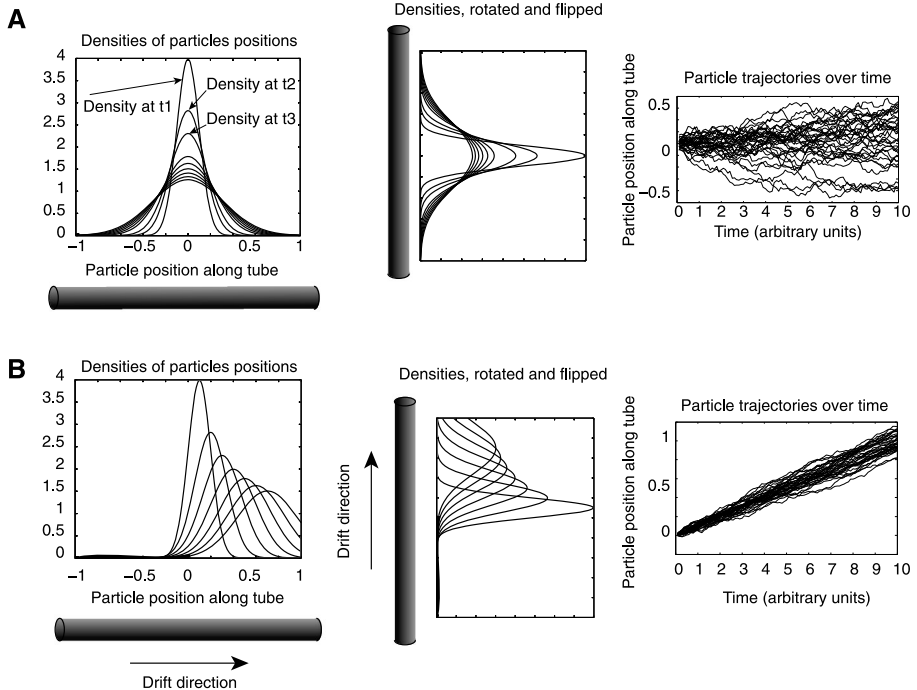 A
Densities of particles positions
4
3.5
3
2.5
2
1.5
1
0.5
0
Density at t1
Density at t2
Density at t3
−1
−0.5
0
0.5
1
Particle position along tube
Densities, rotated and flipped
Particle trajectories over time
Particle position along tube
0.5
0
−0.5
0 1 2 3 4 5 6 7 8 9 10
Time (arbitrary units)
B
Densities of particles positions
4
3.5
3
2.5
2
1.5
1
0.5
0
−1
−0.5
0
0.5
1
Particle position along tube
Drift direction
Densities, rotated and flipped
Drift direction
Particle trajectories over time
Particle position along tube
1
0.5
0
0 1 2 3 4 5 6 7 8 9 10
Time (arbitrary units)